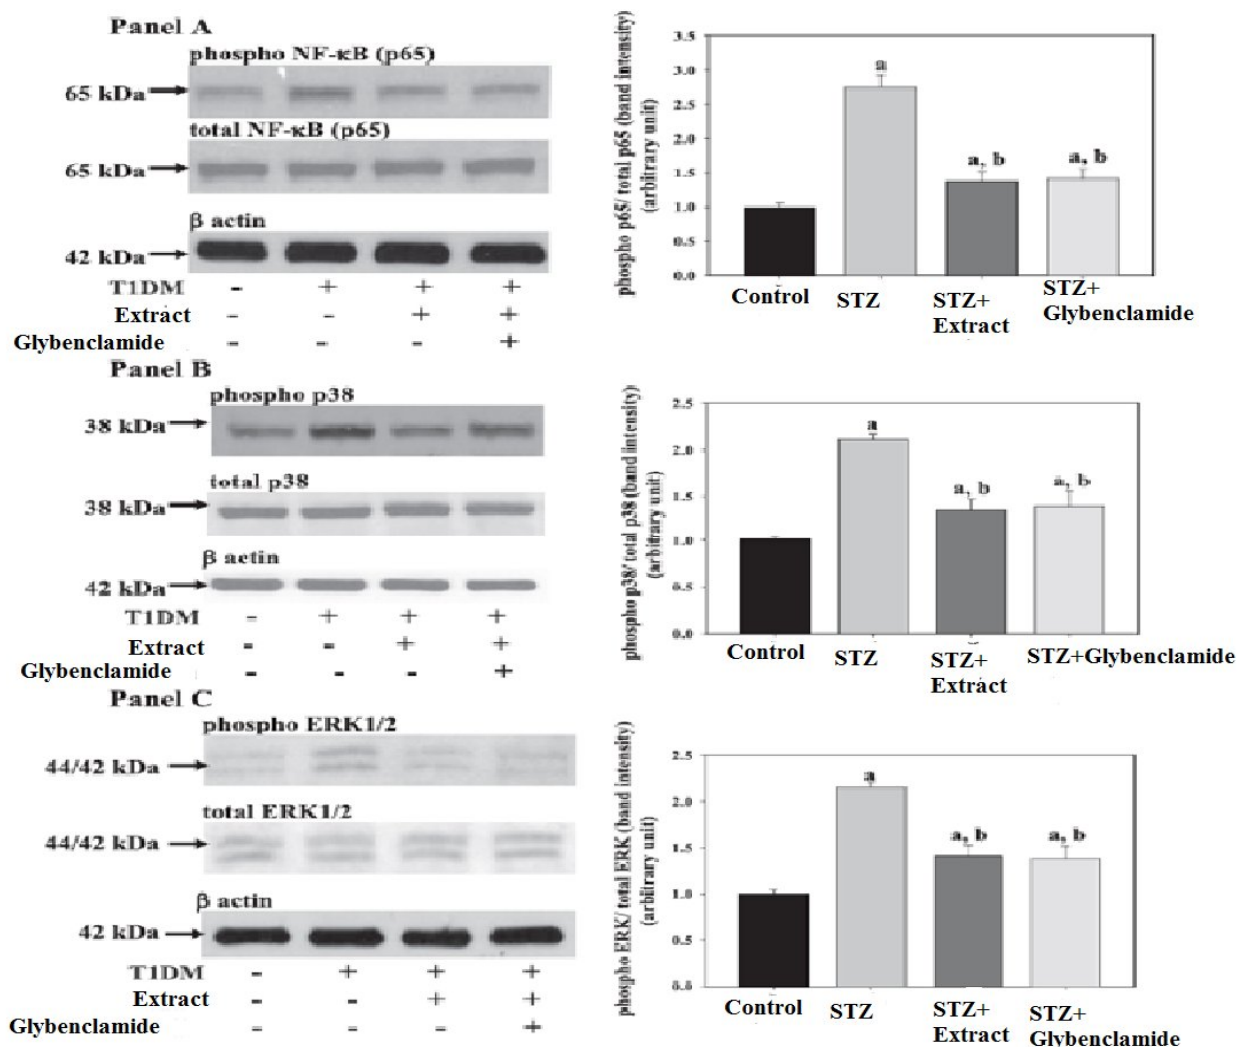 Panel A
phospho NF-κB (p65)
65 kDa
total NF-κB (p65)
65 kDa
β actin
42 kDa
T1DM - + + +
Extract - - + +
Glybenclamide - - - +
phospho p65/ total p65 (band intensity)
(arbitrary unit)
3.5
3.0
2.5
2.0
1.5
1.0
0.5
0.0
a
a, b
a, b
Control
STZ
STZ+
Extract
STZ+
Glybenclamide
Panel B
phospho p38
38 kDa
total p38
38 kDa
β actin
42 kDa
T1DM - + + +
Extract - - + +
Glybenclamide - - - +
phospho p38/ total p38 (band intensity)
(arbitrary unit)
2.5
2.0
1.5
1.0
0.5
0.0
a
a, b
a, b
Control
STZ
STZ+
Extract
STZ+Glybenclamide
Panel C
phospho ERK1/2
44/42 kDa
total ERK1/2
44/42 kDa
β actin
42 kDa
T1DM - + + +
Extract - - + +
Glybenclamide - - - +
phospho ERK/ total ERK (band intensity)
(arbitrary unit)
2.5
2.0
1.5
1.0
0.5
0.0
a
a, b
a, b
Control
STZ
STZ+
Extract
STZ+
Glybenclamide